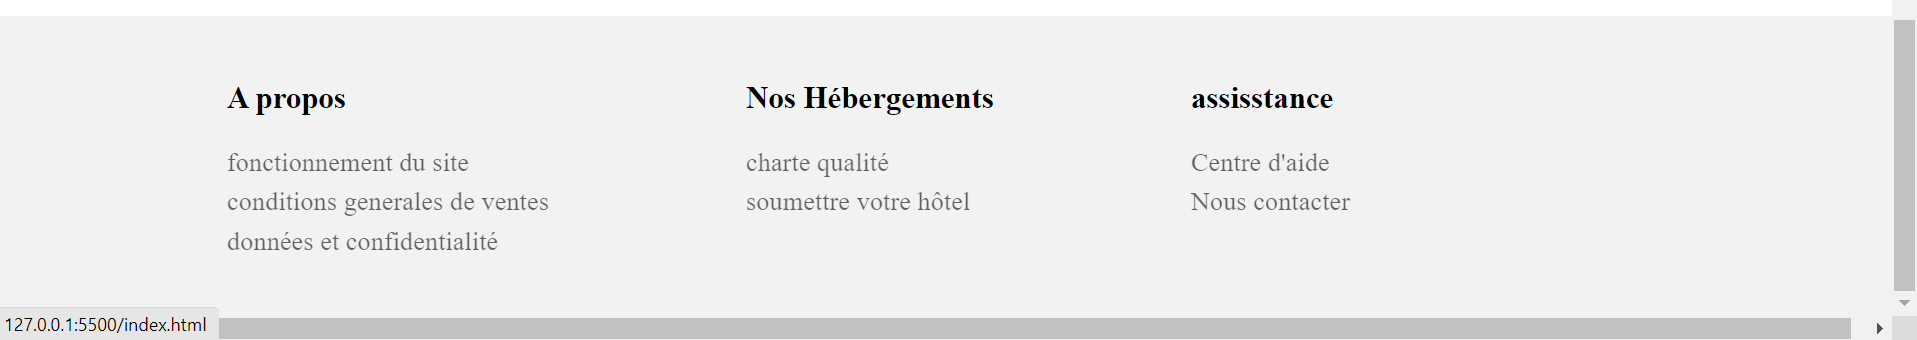 A propos
fonctionnement du site
conditions generales de ventes
données et confidentialité
Nos Hébergements
charte qualité
soumettre votre hôtel
assisstance
Centre d'aide
Nous contacter
127.0.0.1:5500/index.html